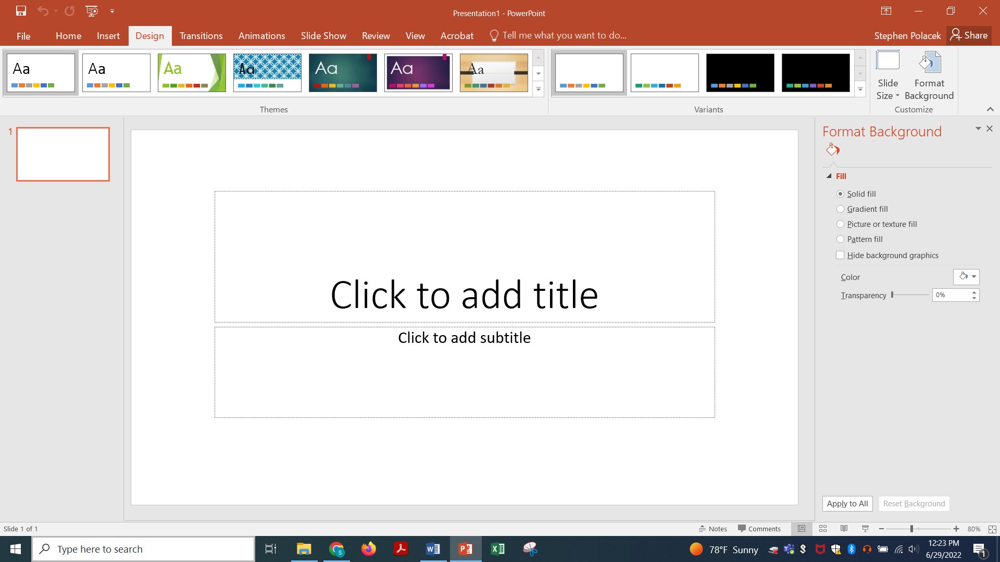 Presentation1 - PowerPoint
File Home Insert Design Transitions Animations Slide Show Review View Acrobat Tell me what you want to do... Stephen Polacek Share
Aa Aa Aa Aa Aa Aa Aa
Slide Size
Format Background
Themes Variants Customize
1
Click to add title
Click to add subtitle
Format Background
Fill
Solid fill
Gradient fill
Picture or texture fill
Pattern fill
Hide background graphics
Color
Transparency 0%
Apply to All Reset Background
Slide 1 of 1 Notes Comments 80%
Type here to search
78°F Sunny
12:23 PM
6/29/2022
1